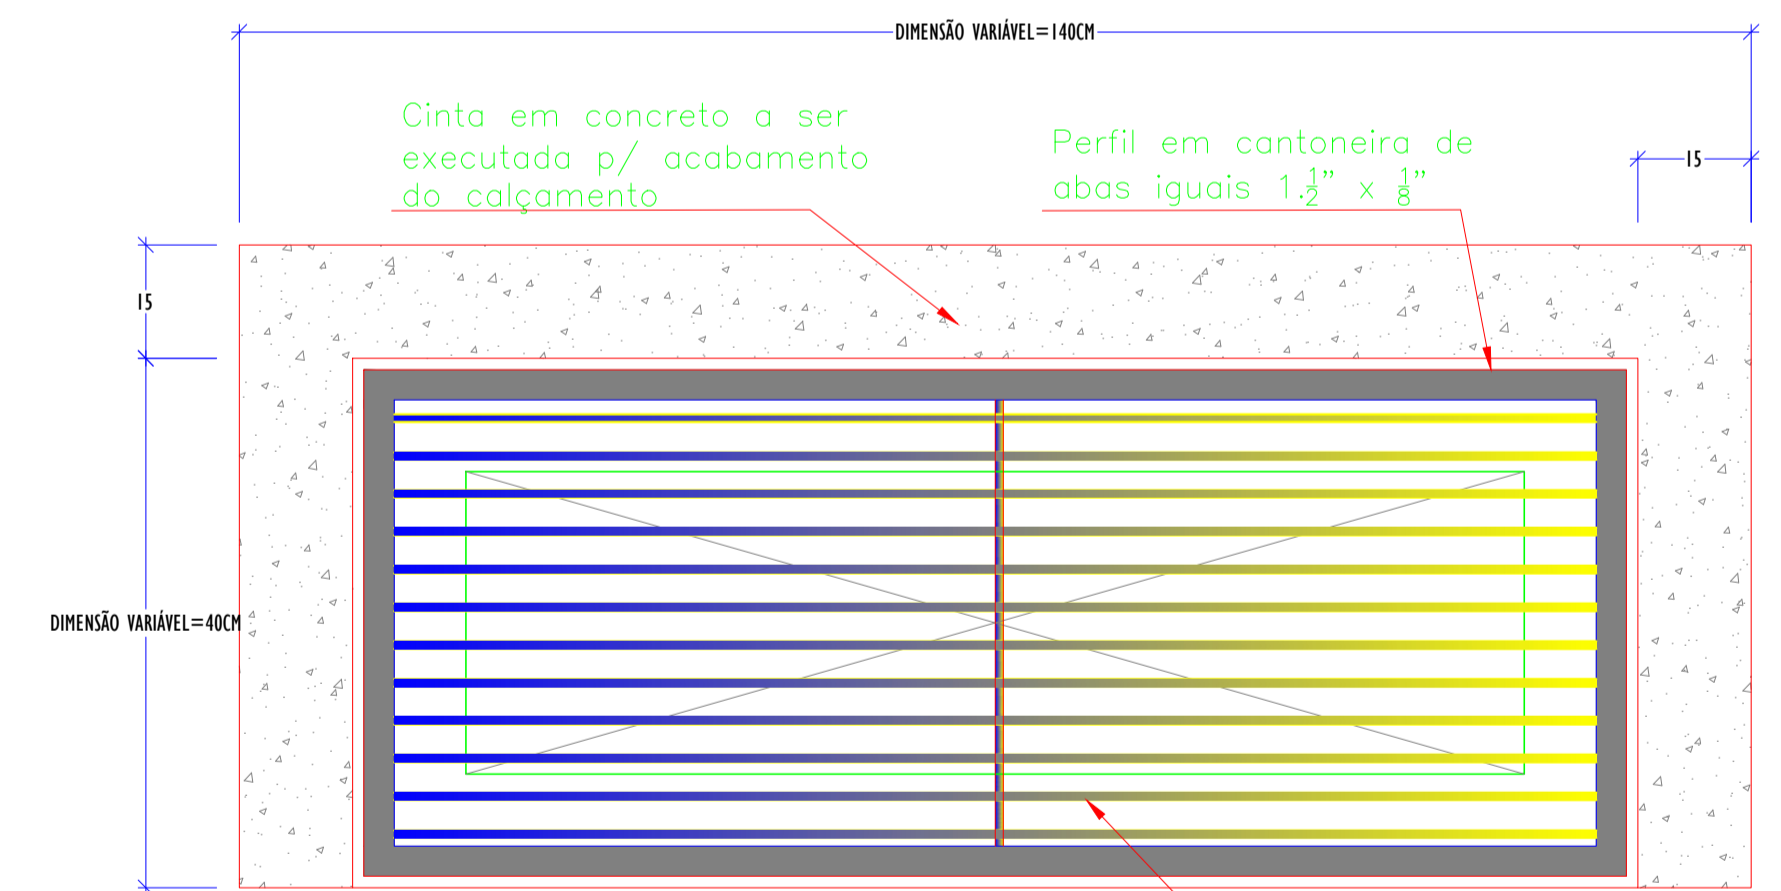 DIMENSÃO VARIÁVEL=140CM
Cinta em concreto a ser
executada p/ acabamento
do calçamento
Perfil em cantoneira de
abas iguais 1.1/2" x 1/8"
15
15
DIMENSÃO VARIÁVEL=40CM